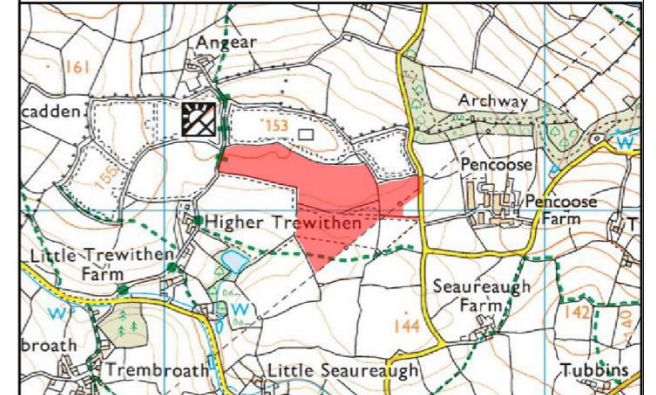 Angear
161
cadden
Archway
153
155
Pencoose
Pencoose
Farm
W
Higher Trewithen
Little Trewithen
Farm
T
Seaureaugh
Farm
W
W
144
142
140
broath
Trembroath
Little Seaureaugh
Tubbins